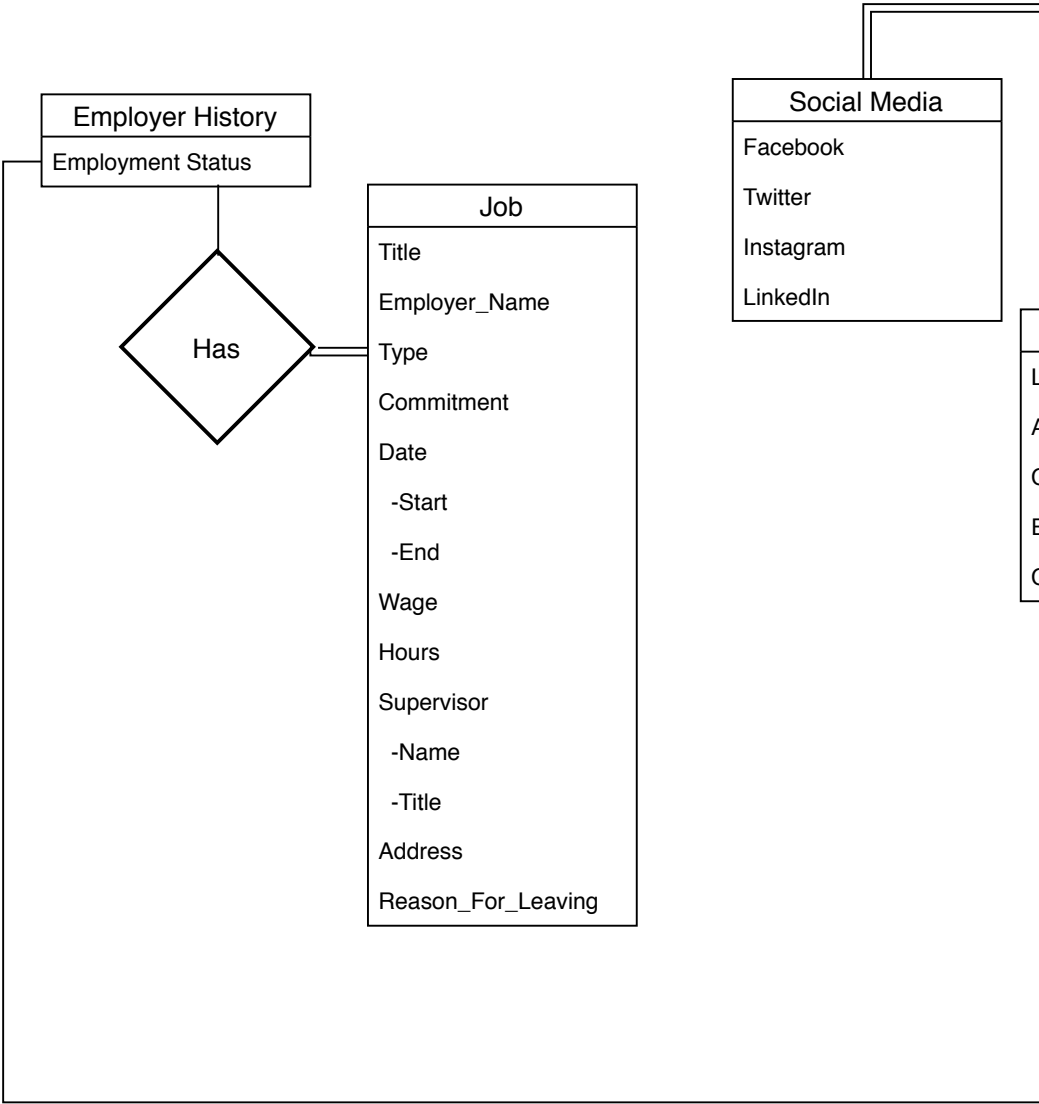 Employer History
Employment Status
Has
Job
Title
Employer_Name
Type
Commitment
Date
-Start
-End
Wage
Hours
Supervisor
-Name
-Title
Address
Reason_For_Leaving
Social Media
Facebook
Twitter
Instagram
LinkedIn